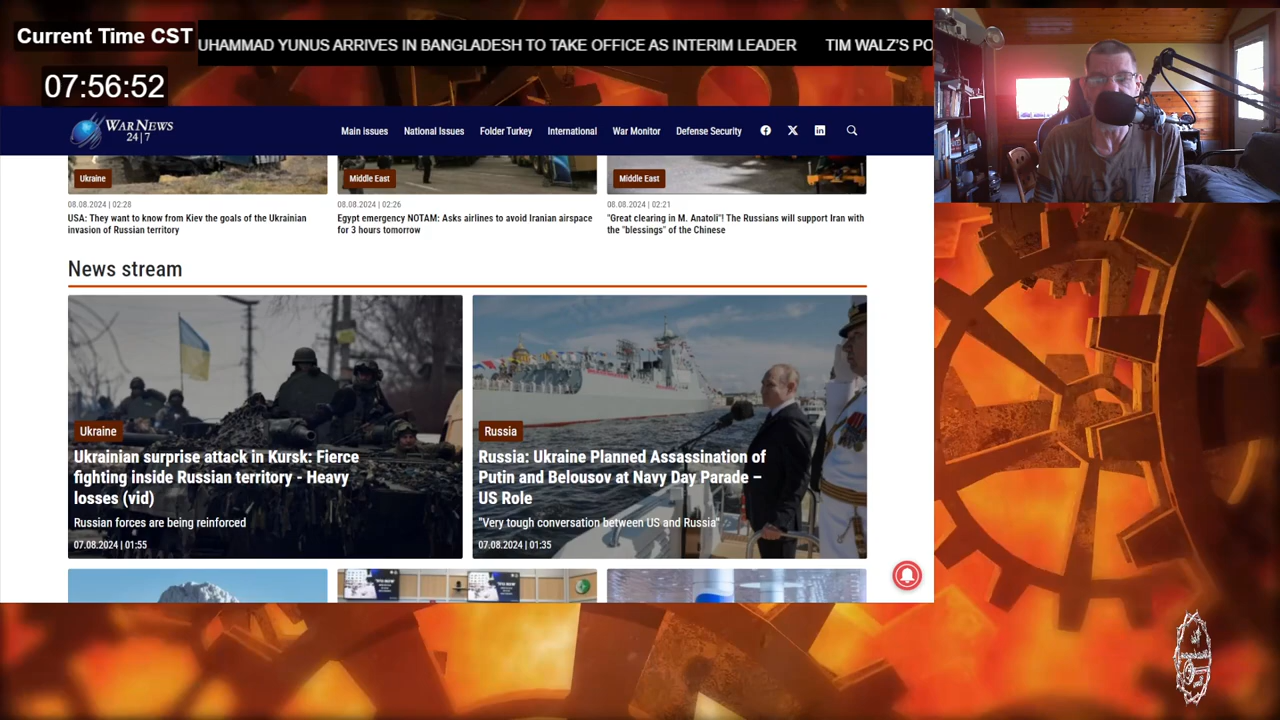 Current Time CST
UHAMMAD YUNUS ARRIVES IN BANGLADESH TO TAKE OFFICE AS INTERIM LEADER TIM WALZ'S PO
07:56:52
WARNEWS
24|7
Main issues National Issues Folder Turkey International War Monitor Defense Security
Ukraine
Middle East
Middle East
08.08.2024 | 02:28
USA: They want to know from Kiev the goals of the Ukrainian
invasion of Russian territory
08.08.2024 | 02:26
Egypt emergency NOTAM: Asks airlines to avoid Iranian airspace
for 3 hours tomorrow
08.08.2024 | 02:21
"Great clearing in M. Anatoli"! The Russians will support Iran with
the "blessings" of the Chinese
News stream
Ukraine
Ukrainian surprise attack in Kursk: Fierce
fighting inside Russian territory - Heavy
losses (vid)
Russian forces are being reinforced
07.08.2024 | 01:55
Russia
Russia: Ukraine Planned Assassination of
Putin and Belousov at Navy Day Parade –
US Role
"Very tough conversation between US and Russia"
07.08.2024 | 01:35